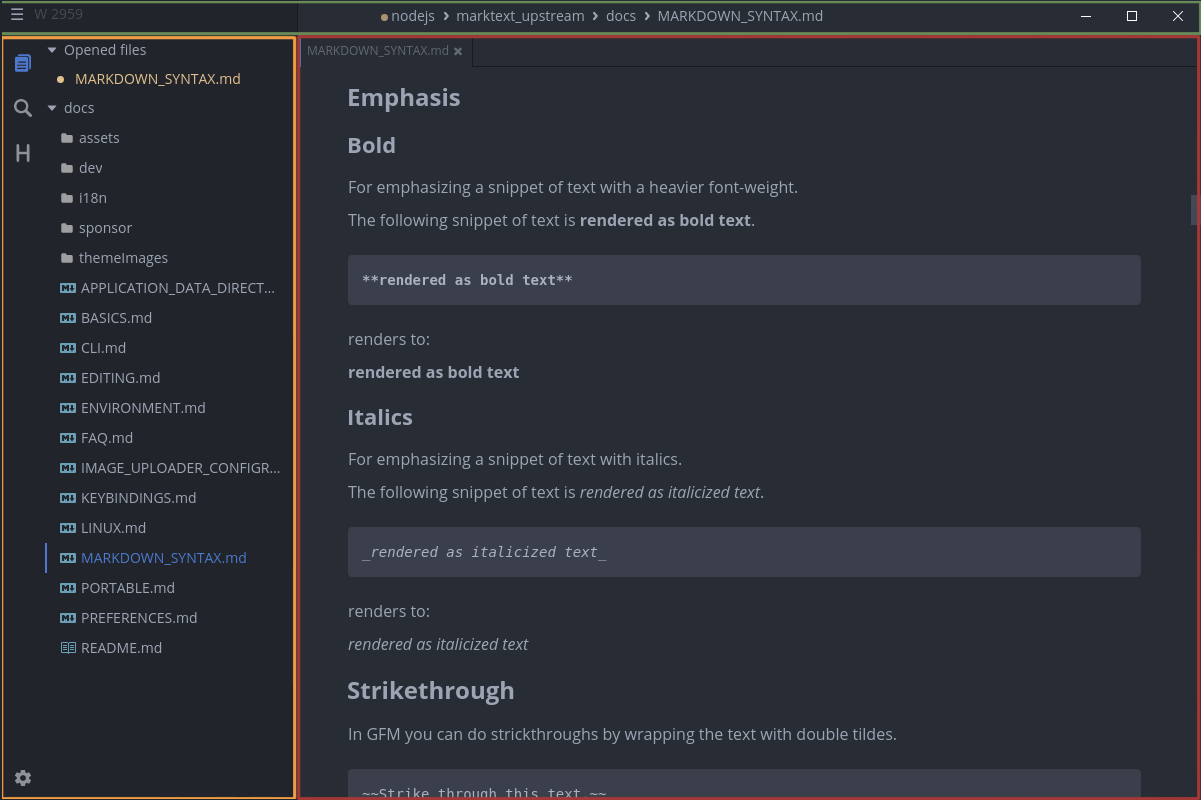 W 2959
nodejs › marktext_upstream › docs › MARKDOWN_SYNTAX.md
Opened files
MARKDOWN_SYNTAX.md
docs
assets
dev
i18n
sponsor
themeImages
APPLICATION_DATA_DIRECT...
BASICS.md
CLI.md
EDITING.md
ENVIRONMENT.md
FAQ.md
IMAGE_UPLOADER_CONFIGR...
KEYBINDINGS.md
LINUX.md
MARKDOWN_SYNTAX.md
PORTABLE.md
PREFERENCES.md
README.md
MARKDOWN_SYNTAX.md
Emphasis
Bold
For emphasizing a snippet of text with a heavier font-weight.
The following snippet of text is rendered as bold text.
**rendered as bold text**
renders to:
rendered as bold text
Italics
For emphasizing a snippet of text with italics.
The following snippet of text is rendered as italicized text.
_rendered as italicized text_
renders to:
rendered as italicized text
Strikethrough
In GFM you can do strickthroughs by wrapping the text with double tildes.
~~Strike through this text.~~